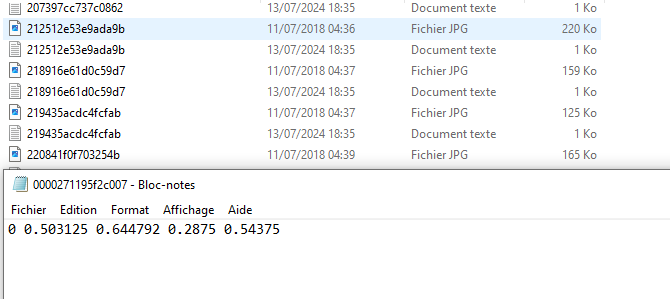 207397cc737c0862 13/07/2024 18:35 Document texte 1 Ko
212512e53e9ada9b 11/07/2018 04:36 Fichier JPG 220 Ko
212512e53e9ada9b 13/07/2024 18:35 Document texte 1 Ko
218916e61d0c59d7 11/07/2018 04:37 Fichier JPG 159 Ko
218916e61d0c59d7 13/07/2024 18:35 Document texte 1 Ko
219435acdc4fcfab 11/07/2018 04:37 Fichier JPG 125 Ko
219435acdc4fcfab 13/07/2024 18:35 Document texte 1 Ko
220841f0f703254b 11/07/2018 04:39 Fichier JPG 165 Ko
0000271195f2c007 - Bloc-notes
Fichier Edition Format Affichage Aide
0 0.503125 0.644792 0.2875 0.54375